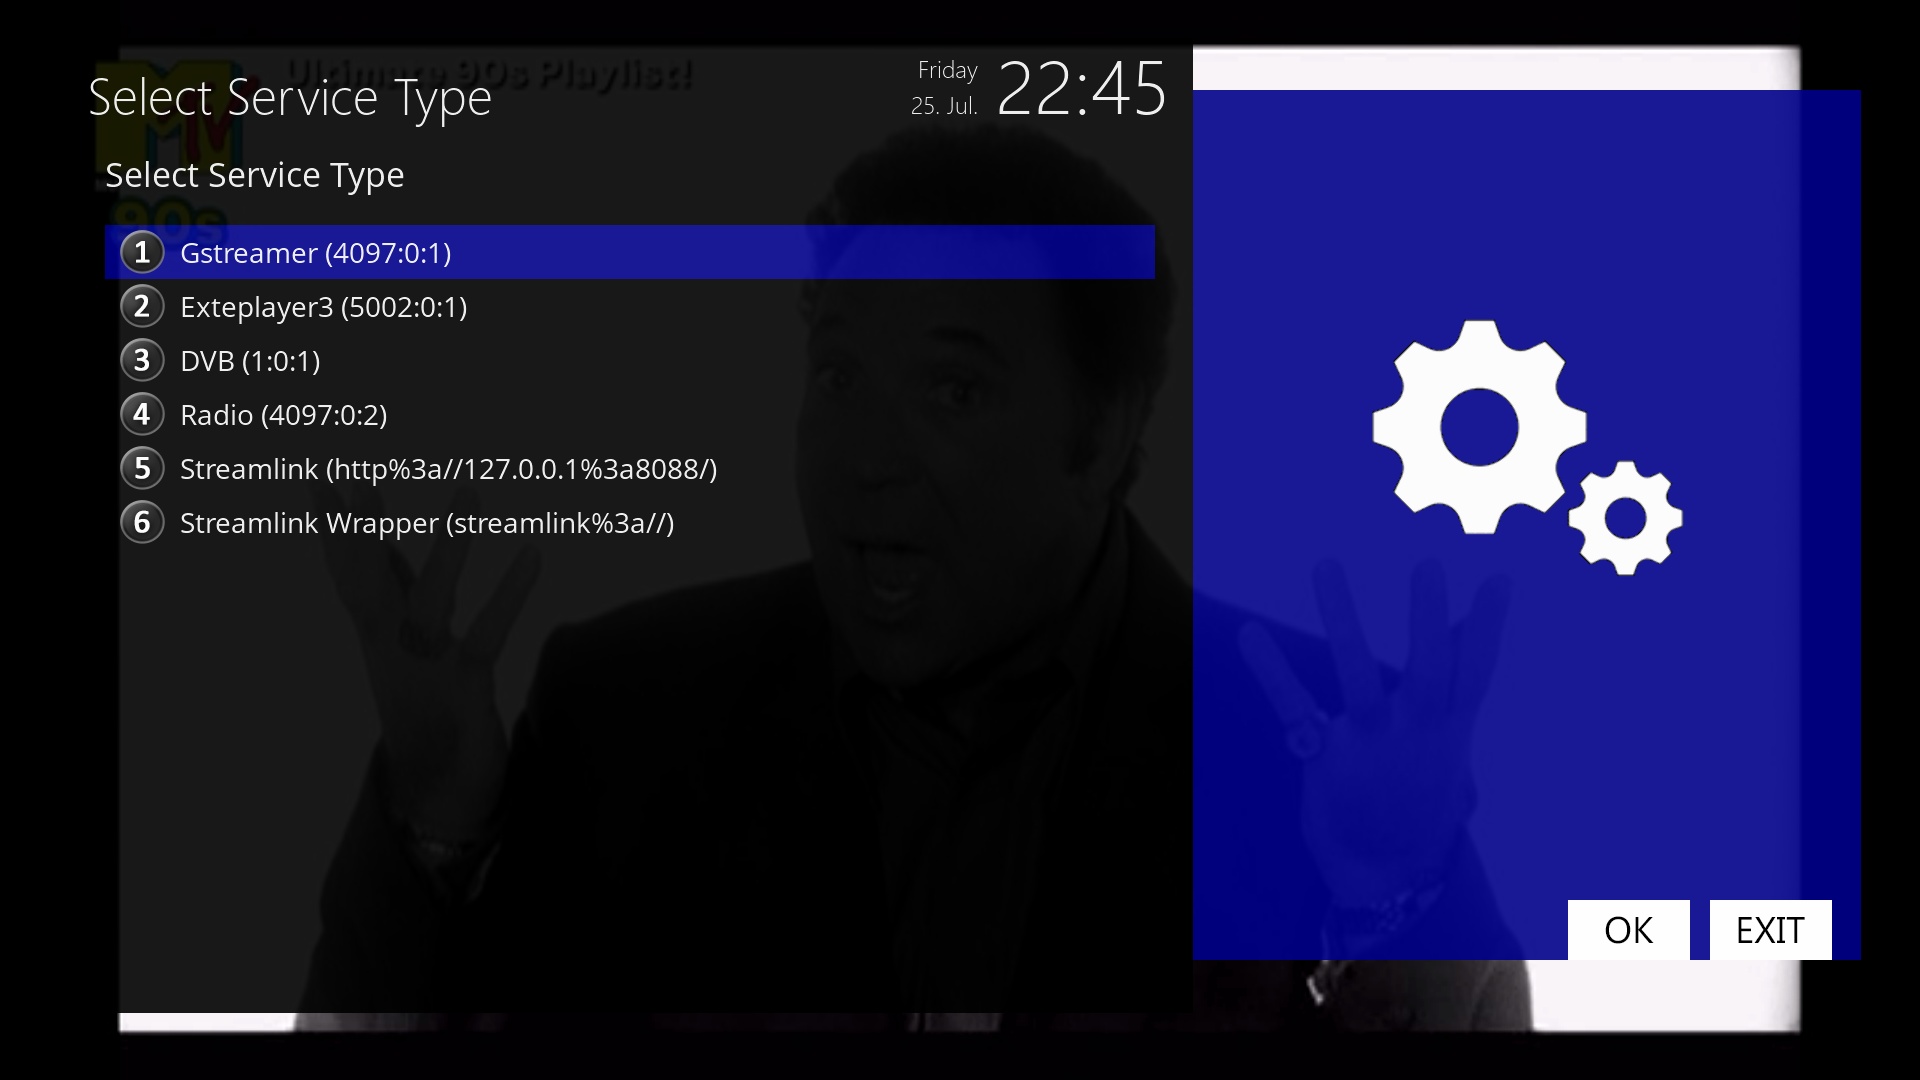 Ultimate 90s Playlist!
MTV
90s
Select Service Type
Friday
25. Jul.
22:45
Select Service Type
1 Gstreamer (4097:0:1)
2 Exteplayer3 (5002:0:1)
3 DVB (1:0:1)
4 Radio (4097:0:2)
5 Streamlink (http%3a//127.0.0.1%3a8088/)
6 Streamlink Wrapper (streamlink%3a//)
OK
EXIT